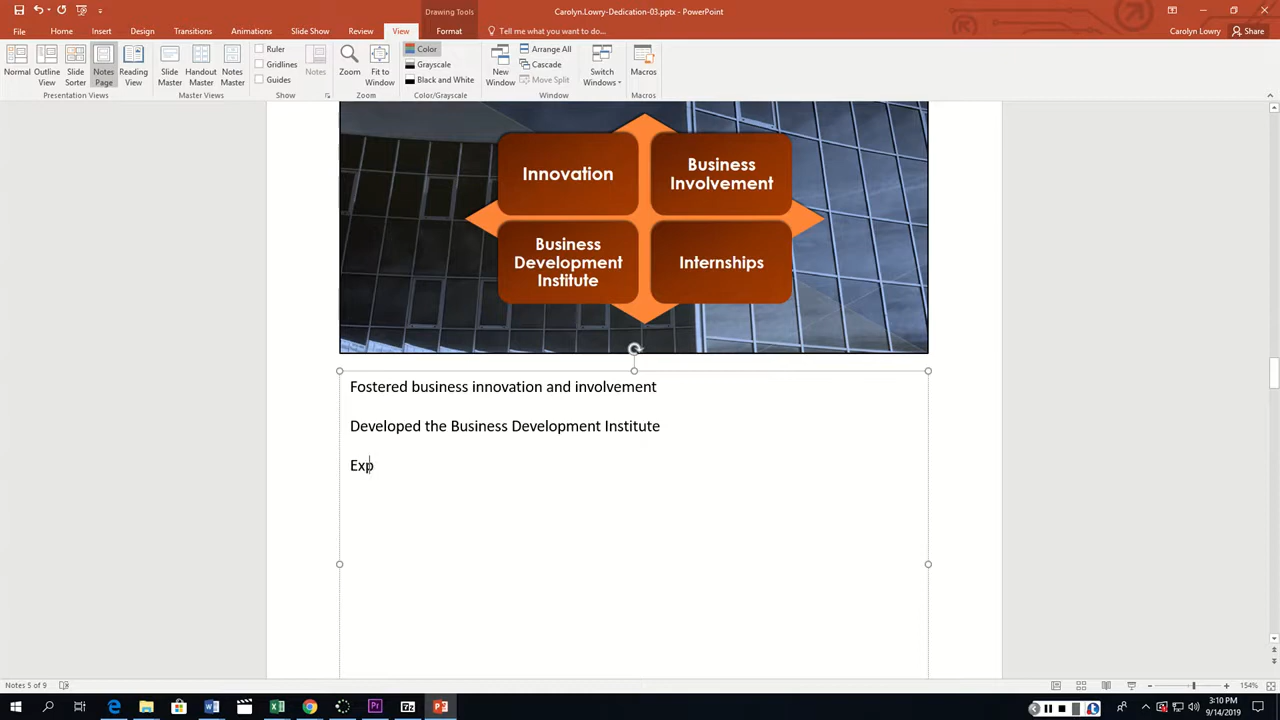 Drawing Tools
Carolyn.Lowry-Dedication-03.pptx - PowerPoint
File Home Insert Design Transitions Animations Slide Show Review View Format Tell me what you want to do... Carolyn Lowry Share
Normal
Outline View
Slide Sorter
Notes Page
Reading View
Presentation Views
Slide Master
Handout Master
Notes Master
Master Views
Ruler
Gridlines
Guides
Notes
Show
Zoom
Fit to Window
Zoom
Color
Grayscale
Black and White
Color/Grayscale
New Window
Arrange All
Cascade
Move Split
Window
Switch Windows
Macros
Macros
Innovation
Business
Involvement
Business
Development
Institute
Internships
Fostered business innovation and involvement
Developed the Business Development Institute
Exp
Notes 5 of 9
154%
3:10 PM
9/14/2019